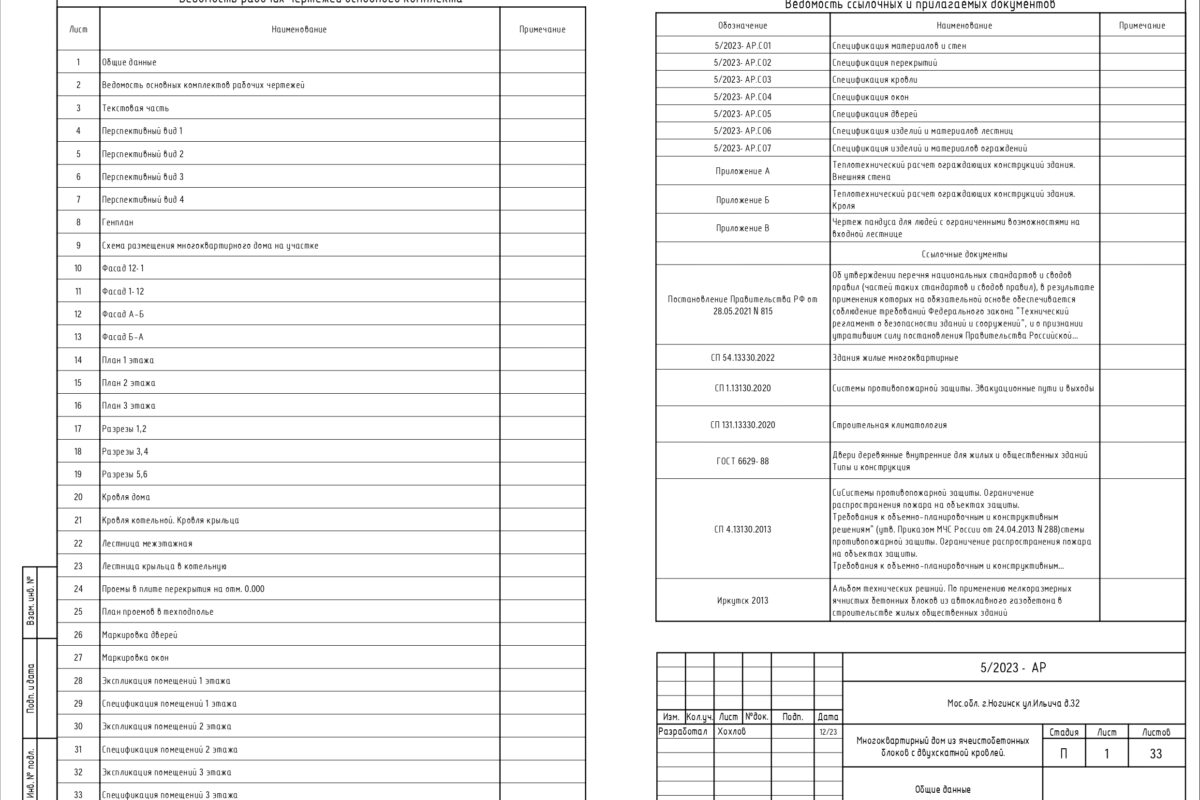 Ведомость рабочих чертежей основного комплекта
Лист Наименование Примечание
1 Общие данные
2 Ведомость основных комплектов рабочих чертежей
3 Текстовая часть
4 Перспективный вид 1
5 Перспективный вид 2
6 Перспективный вид 3
7 Перспективный вид 4
8 Генплан
9 Схема размещения многоквартирного дома на участке
10 Фасад 12-1
11 Фасад 1-12
12 Фасад А-Б
13 Фасад Б-А
14 План 1 этажа
15 План 2 этажа
16 План 3 этажа
17 Разрезы 1,2
18 Разрезы 3,4
19 Разрезы 5,6
20 Кровля дома
21 Кровля котельной. Кровля крыльца
22 Лестница межэтажная
23 Лестница крыльца в котельную
24 Проемы в плите перекрытия на отм. 0.000
25 План проемов в техподполье
26 Маркировка дверей
27 Маркировка окон
28 Экспликация помещений 1 этажа
29 Спецификация помещений 1 этажа
30 Экспликация помещений 2 этажа
31 Спецификация помещений 2 этажа
32 Экспликация помещений 3 этажа
33 Спецификация помещений 3 этажа
Взам. инв. №
Подп. и дата
Инв. № подл.
Ведомость ссылочных и прилагаемых документов
Обозначение Наименование Примечание
5/2023- АР.С01 Спецификация материалов и стен
5/2023- АР.С02 Спецификация перекрытий
5/2023- АР.С03 Спецификация кровли
5/2023- АР.С04 Спецификация окон
5/2023- АР.С05 Спецификация дверей
5/2023- АР.С06 Спецификация изделий и материалов лестниц
5/2023- АР.С07 Спецификация изделий и материалов ограждений
Приложение А
Теплотехнический расчет ограждающих конструкций здания.
Внешняя стена
Приложение Б
Теплотехнический расчет ограждающих конструкций здания.
Кроля
Приложение В
Чертеж пандуса для людей с ограниченными возможностями на
входной лестнице
Ссылочные документы
Постановление Правительства РФ от
28.05.2021 N 815
Об утверждении перечня национальных стандартов и сводов
правил (частей таких стандартов и сводов правил), в результате
применения которых на обязательной основе обеспечивается
соблюдение требований Федерального закона "Технический
регламент о безопасности зданий и сооружений", и о признании
утратившим силу постановления Правительства Российской...
СП 54.13330.2022 Здания жилые многоквартирные
СП 1.13130.2020 Системы противопожарной защиты. Эвакуационные пути и выходы
СП 131.13330.2020 Строительная климатология
ГОСТ 6629- 88
Двери деревянные внутренние для жилых и общественных зданий
Типы и конструкция
СП 4.13130.2013
СиСистемы противопожарной защиты. Ограничение
распространения пожара на объектах защиты.
Требования к объемно-планировочным и конструктивным
решениям" (утв. Приказом МЧС России от 24.04.2013 N 288)стемы
противопожарной защиты. Ограничение распространения пожара
на объектах защиты.
Требования к объемно-планировочным и конструктивным...
Иркутск 2013
Альбом технических решний. По применению мелкоразмерных
ячнистых бетонных блоков из автоклавного газобетона в
строительстве жилых общественных зданий
5/2023 - АР
Мос.обл. г.Ногинск ул.Ильича д.32
Изм. Кол.уч. Лист №док. Подп. Дата
Разработал Хохлов 12/23
Многоквартирный дом из ячеистобетонных
блоков с двухскатной кровлей.
Стадия Лист Листов
П 1 33
Общие данные